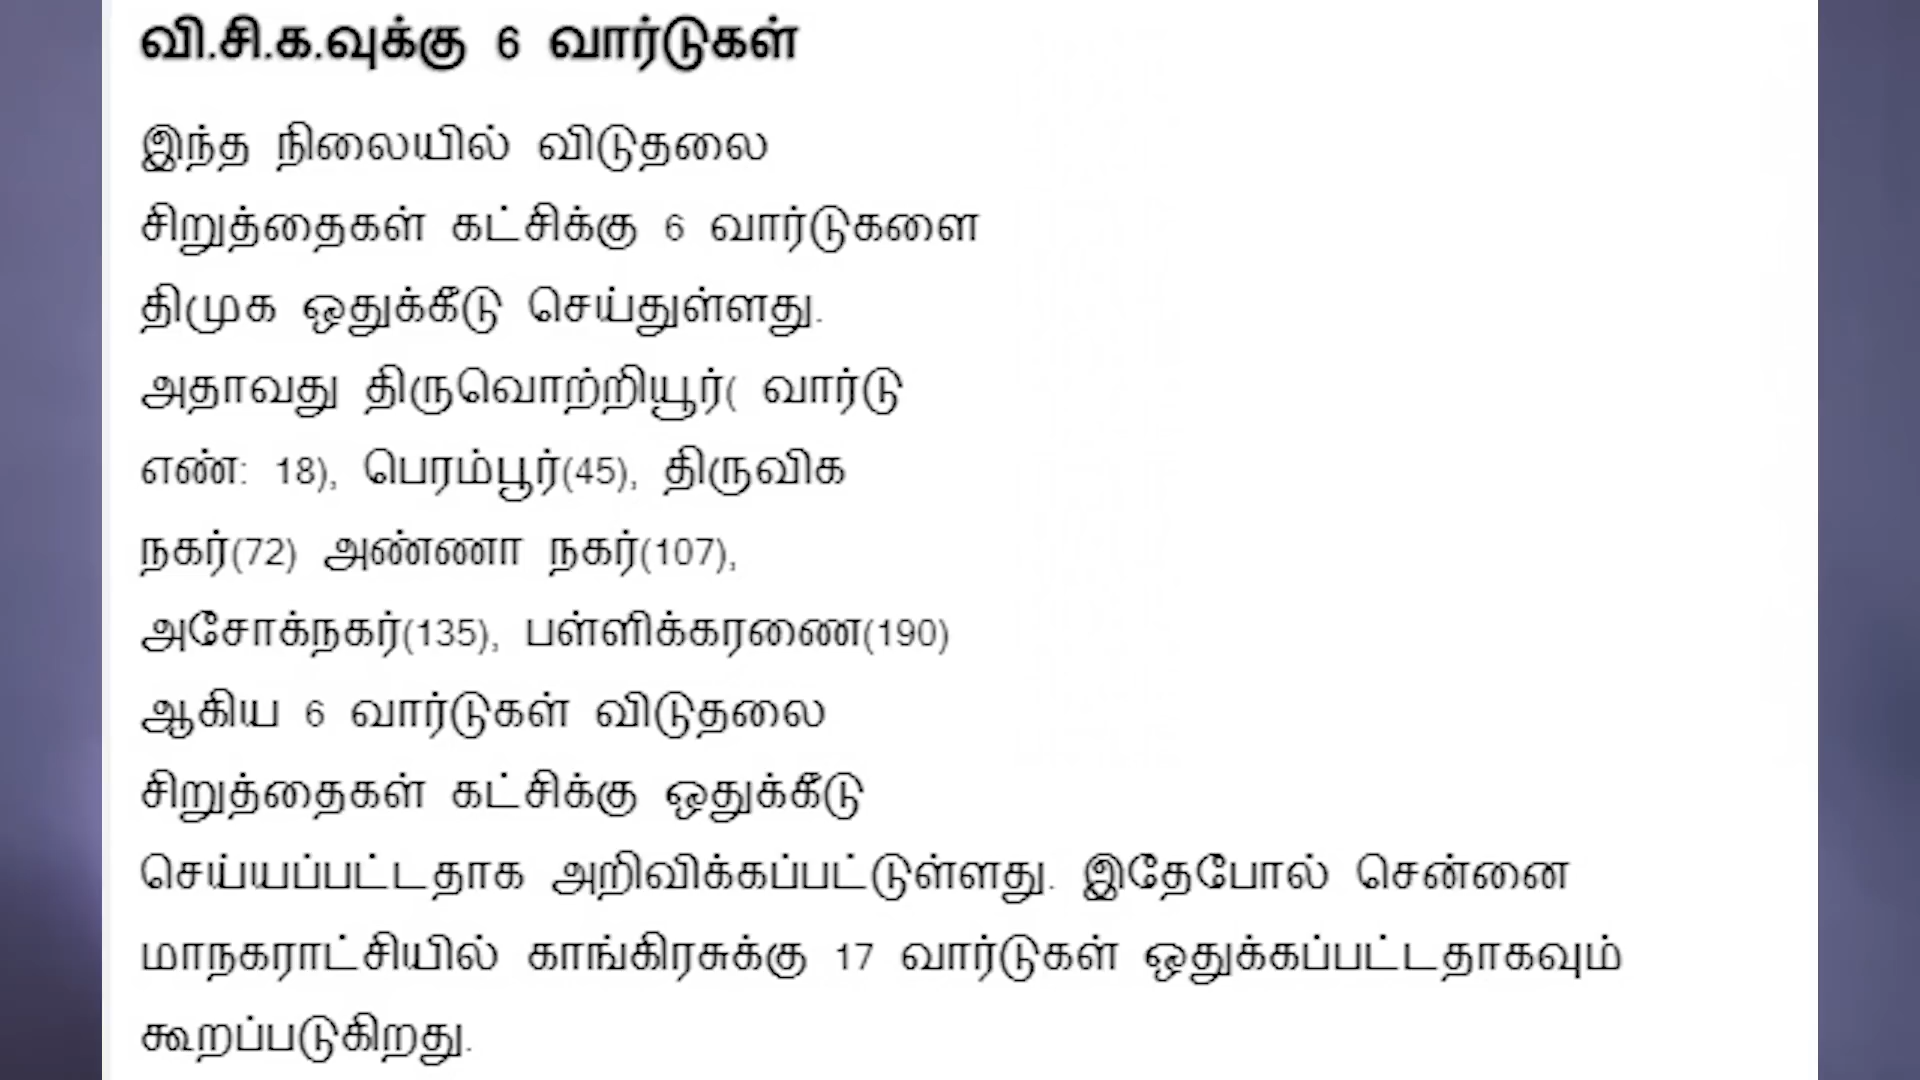 வி.சி.க.வுக்கு 6 வார்டுகள்
இந்த நிலையில் விடுதலை
சிறுத்தைகள் கட்சிக்கு 6 வார்டுகளை
திமுக ஒதுக்கீடு செய்துள்ளது.
அதாவது திருவொற்றியூர்( வார்டு
எண்: 18), பெரம்பூர்(45), திருவிக
நகர்(72) அண்ணா நகர்(107),
அசோக்நகர்(135), பள்ளிக்கரணை(190)
ஆகிய 6 வார்டுகள் விடுதலை
சிறுத்தைகள் கட்சிக்கு ஒதுக்கீடு
செய்யப்பட்டதாக அறிவிக்கப்பட்டுள்ளது. இதேபோல் சென்னை
மாநகராட்சியில் காங்கிரசுக்கு 17 வார்டுகள் ஒதுக்கப்பட்டதாகவும்
கூறப்படுகிறது.